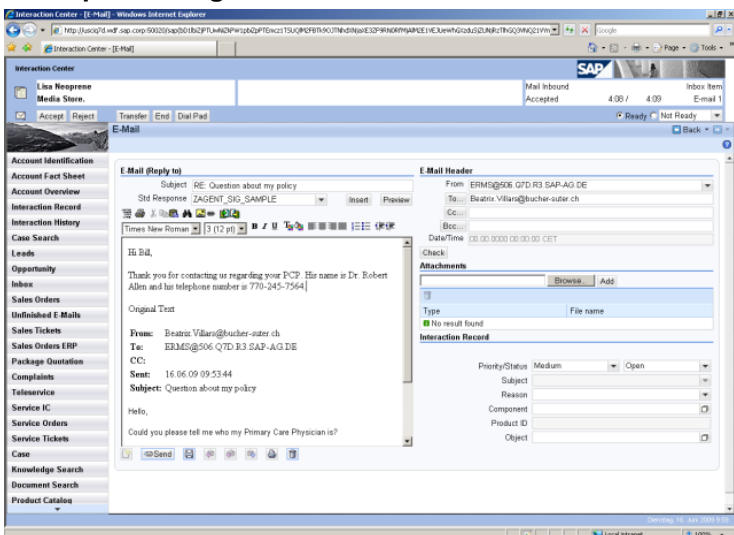 Interaction Center - [E-Mail] - Windows Internet Explorer
Google
Interaction Center - [E-Mail]
Page
Tools
Interaction Center
SAP
Lisa Neoprene
Media Store.
Mail Inbound
Inbox Item
Accepted
4:08 /
4:09
E-mail 1
Accept
Reject
Transfer
End
Dial Pad
Ready
Not Ready
E-Mail
Back
Account Identification
Account Fact Sheet
Account Overview
Interaction Record
Interaction History
Case Search
Leads
Opportunity
Inbox
Sales Orders
Unfinished E-Mails
Sales Tickets
Sales Orders ERP
Package Quotation
Complaints
Teleservice
Service IC
Service Orders
Service Tickets
Case
Knowledge Search
Document Search
Product Catalog
E-Mail (Reply to)
Subject RE: Question about my policy
Std Response ZAGENT_SIG_SAMPLE
Insert
Preview
Times New Roman
3 (12 pt)
B I U
Hi Bill,
Thank you for contacting us regarding your PCP. His name is Dr. Robert
Allen and his telephone number is 770-245-7564.
Original Text
From: Beatrix.Villars@bucher-suter.ch
To: ERMS@506.Q7D.R3.SAP-AG.DE
CC:
Sent: 16.06.09 09:53:44
Subject: Question about my policy
Hello,
Could you please tell me who my Primary Care Physician is?
Send
E-Mail Header
From ERMS@506.Q7D.R3.SAP-AG.DE
To... Beatrix.Villars@bucher-suter.ch
Cc...
Bcc...
Date/Time 00.00.0000 00:00:00 CET
Check
Attachments
Browse...
Add
Type
File name
No result found
Interaction Record
Priority/Status Medium
Open
Subject
Reason
Component
Product ID
Object
Dienstag, 16. Juni 2009 9:55
Local intranet
100%